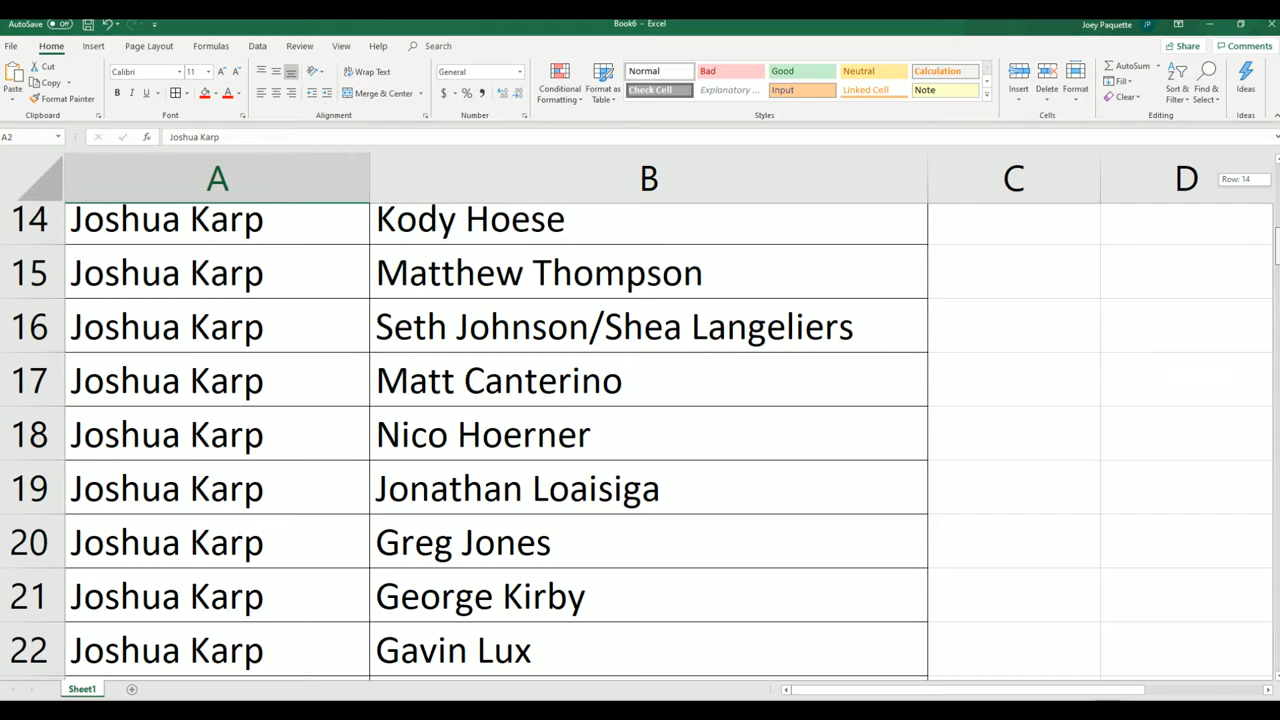 AutoSave Off Book6 - Excel Joey Paquette JP
File Home Insert Page Layout Formulas Data Review View Help Search Share Comments
Cut Calibri 11 A A Wrap Text General Normal Bad Good Neutral Calculation AutoSum
Copy Conditional Format as Fill Insert Delete Format Sort & Find & Ideas
Paste Format Painter B I U A Merge & Center $ % , Formatting Table Check Cell Explanatory ... Input Linked Cell Note Clear Filter Select
Clipboard Font Alignment Number Styles Cells Editing Ideas
A2 fx Joshua Karp
A B C D Row: 14
14 Joshua Karp Kody Hoese
15 Joshua Karp Matthew Thompson
16 Joshua Karp Seth Johnson/Shea Langeliers
17 Joshua Karp Matt Canterino
18 Joshua Karp Nico Hoerner
19 Joshua Karp Jonathan Loaisiga
20 Joshua Karp Greg Jones
21 Joshua Karp George Kirby
22 Joshua Karp Gavin Lux
Sheet1